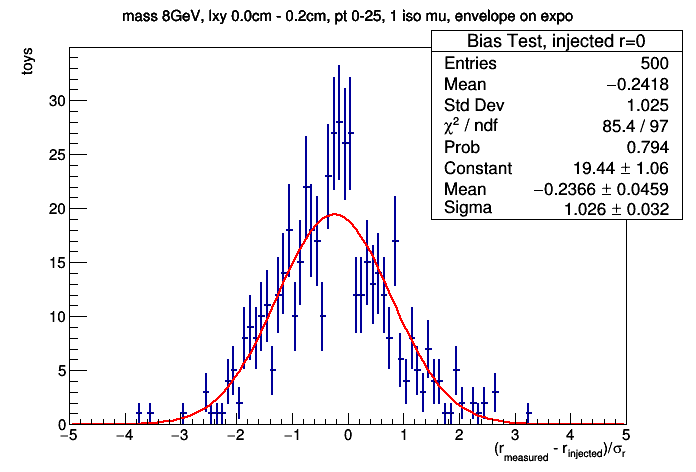 mass 8GeV, lxy 0.0cm - 0.2cm, pt 0-25, 1 iso mu, envelope on expo
Bias Test, injected r=0
Entries 500
Mean −0.2418
Std Dev 1.025
χ² / ndf 85.4 / 97
Prob 0.794
Constant 19.44 ± 1.06
Mean −0.2366 ± 0.0459
Sigma 1.026 ± 0.032
toys
30
25
20
15
10
5
0
−5 −4 −3 −2 −1 0 1 2 3 4 5
(r_measured - r_injected)/σ_r